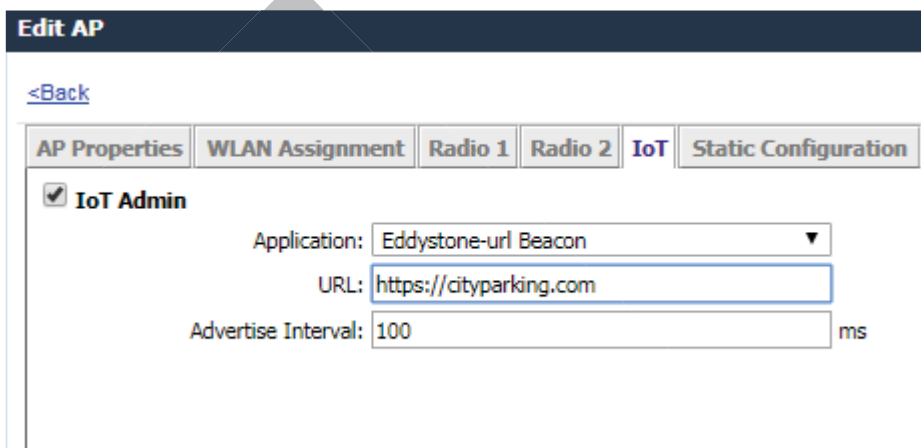 Edit AP
<Back
AP Properties WLAN Assignment Radio 1 Radio 2 IoT Static Configuration
IoT Admin
Application: Eddystone-url Beacon
URL: https://cityparking.com
Advertise Interval: 100 ms